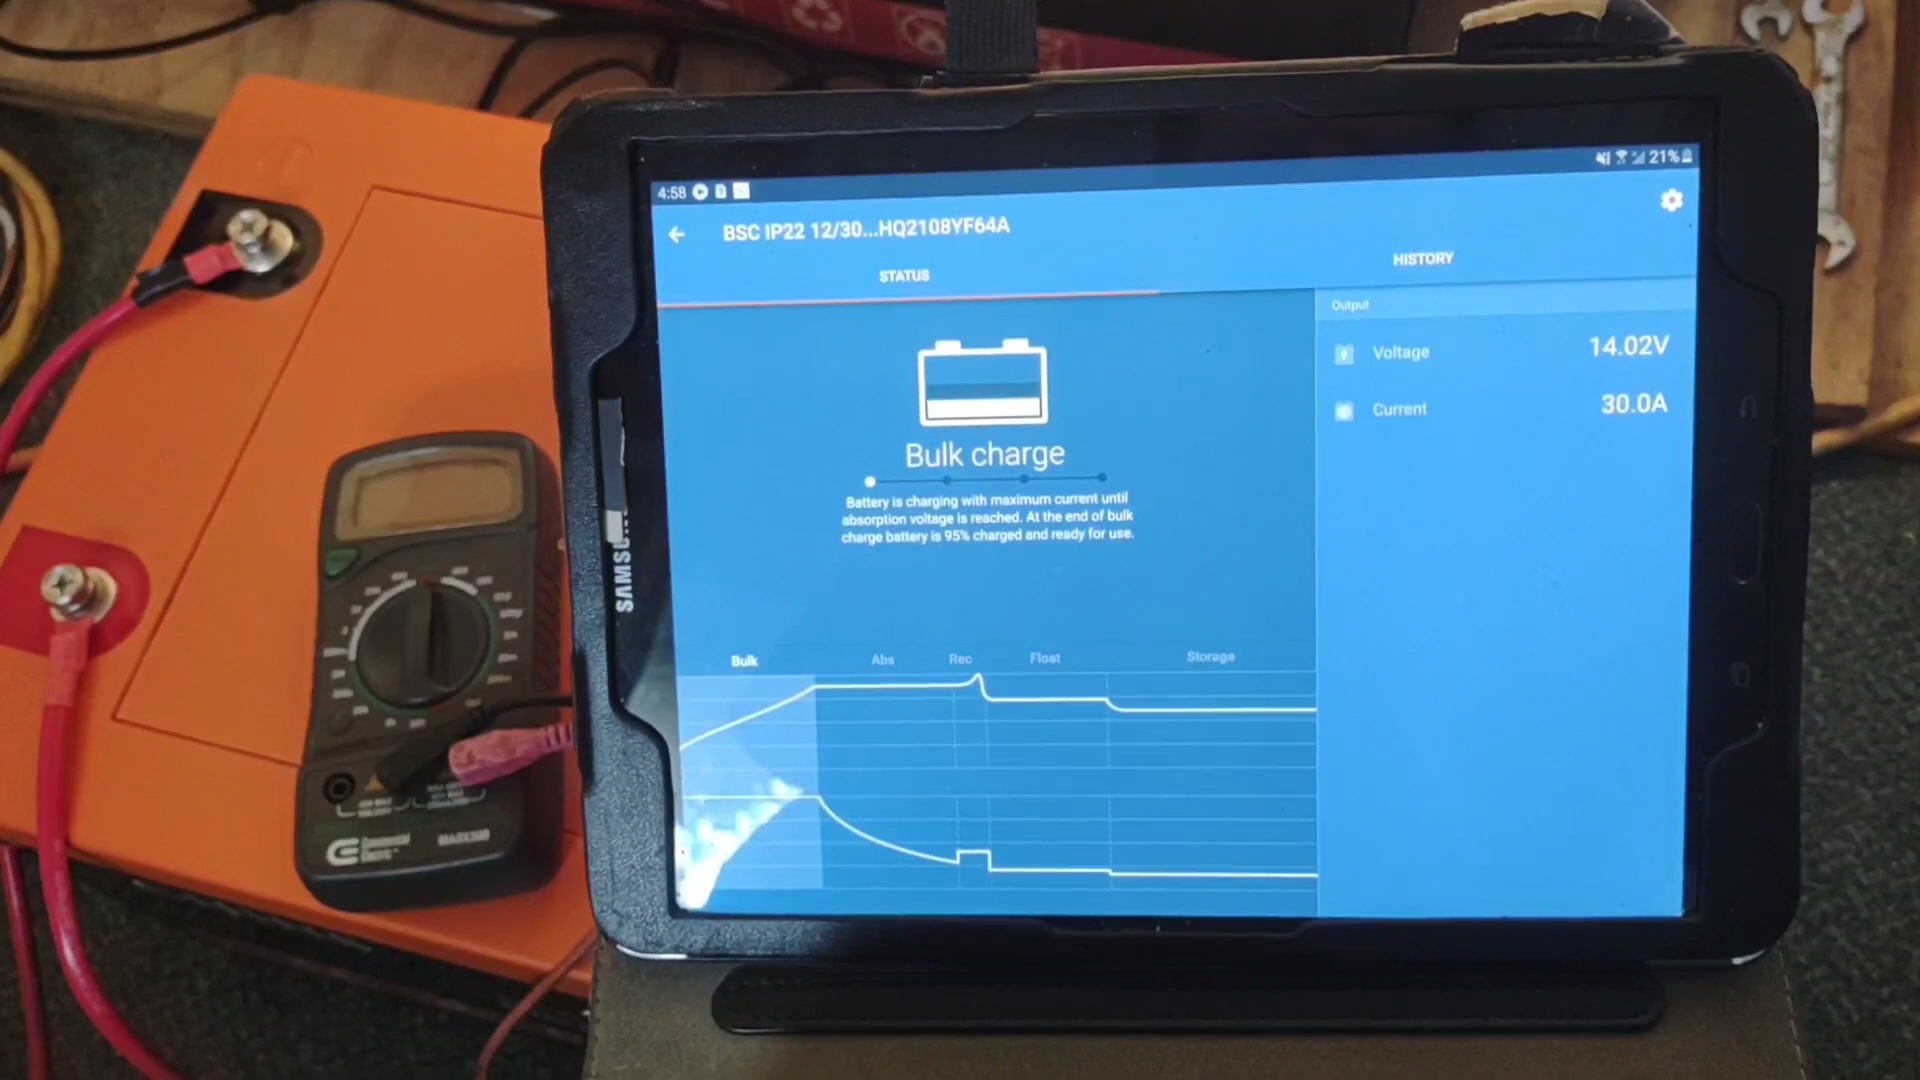 4:58
21%
BSC IP22 12/30...HQ2108YF64A
STATUS
HISTORY
Output
Voltage 14.02V
Current 30.0A
Bulk charge
Battery is charging with maximum current until
absorption voltage is reached. At the end of bulk
charge battery is 95% charged and ready for use.
Bulk Abs Rec Float Storage
SAMSUNG
Commercial
Electric